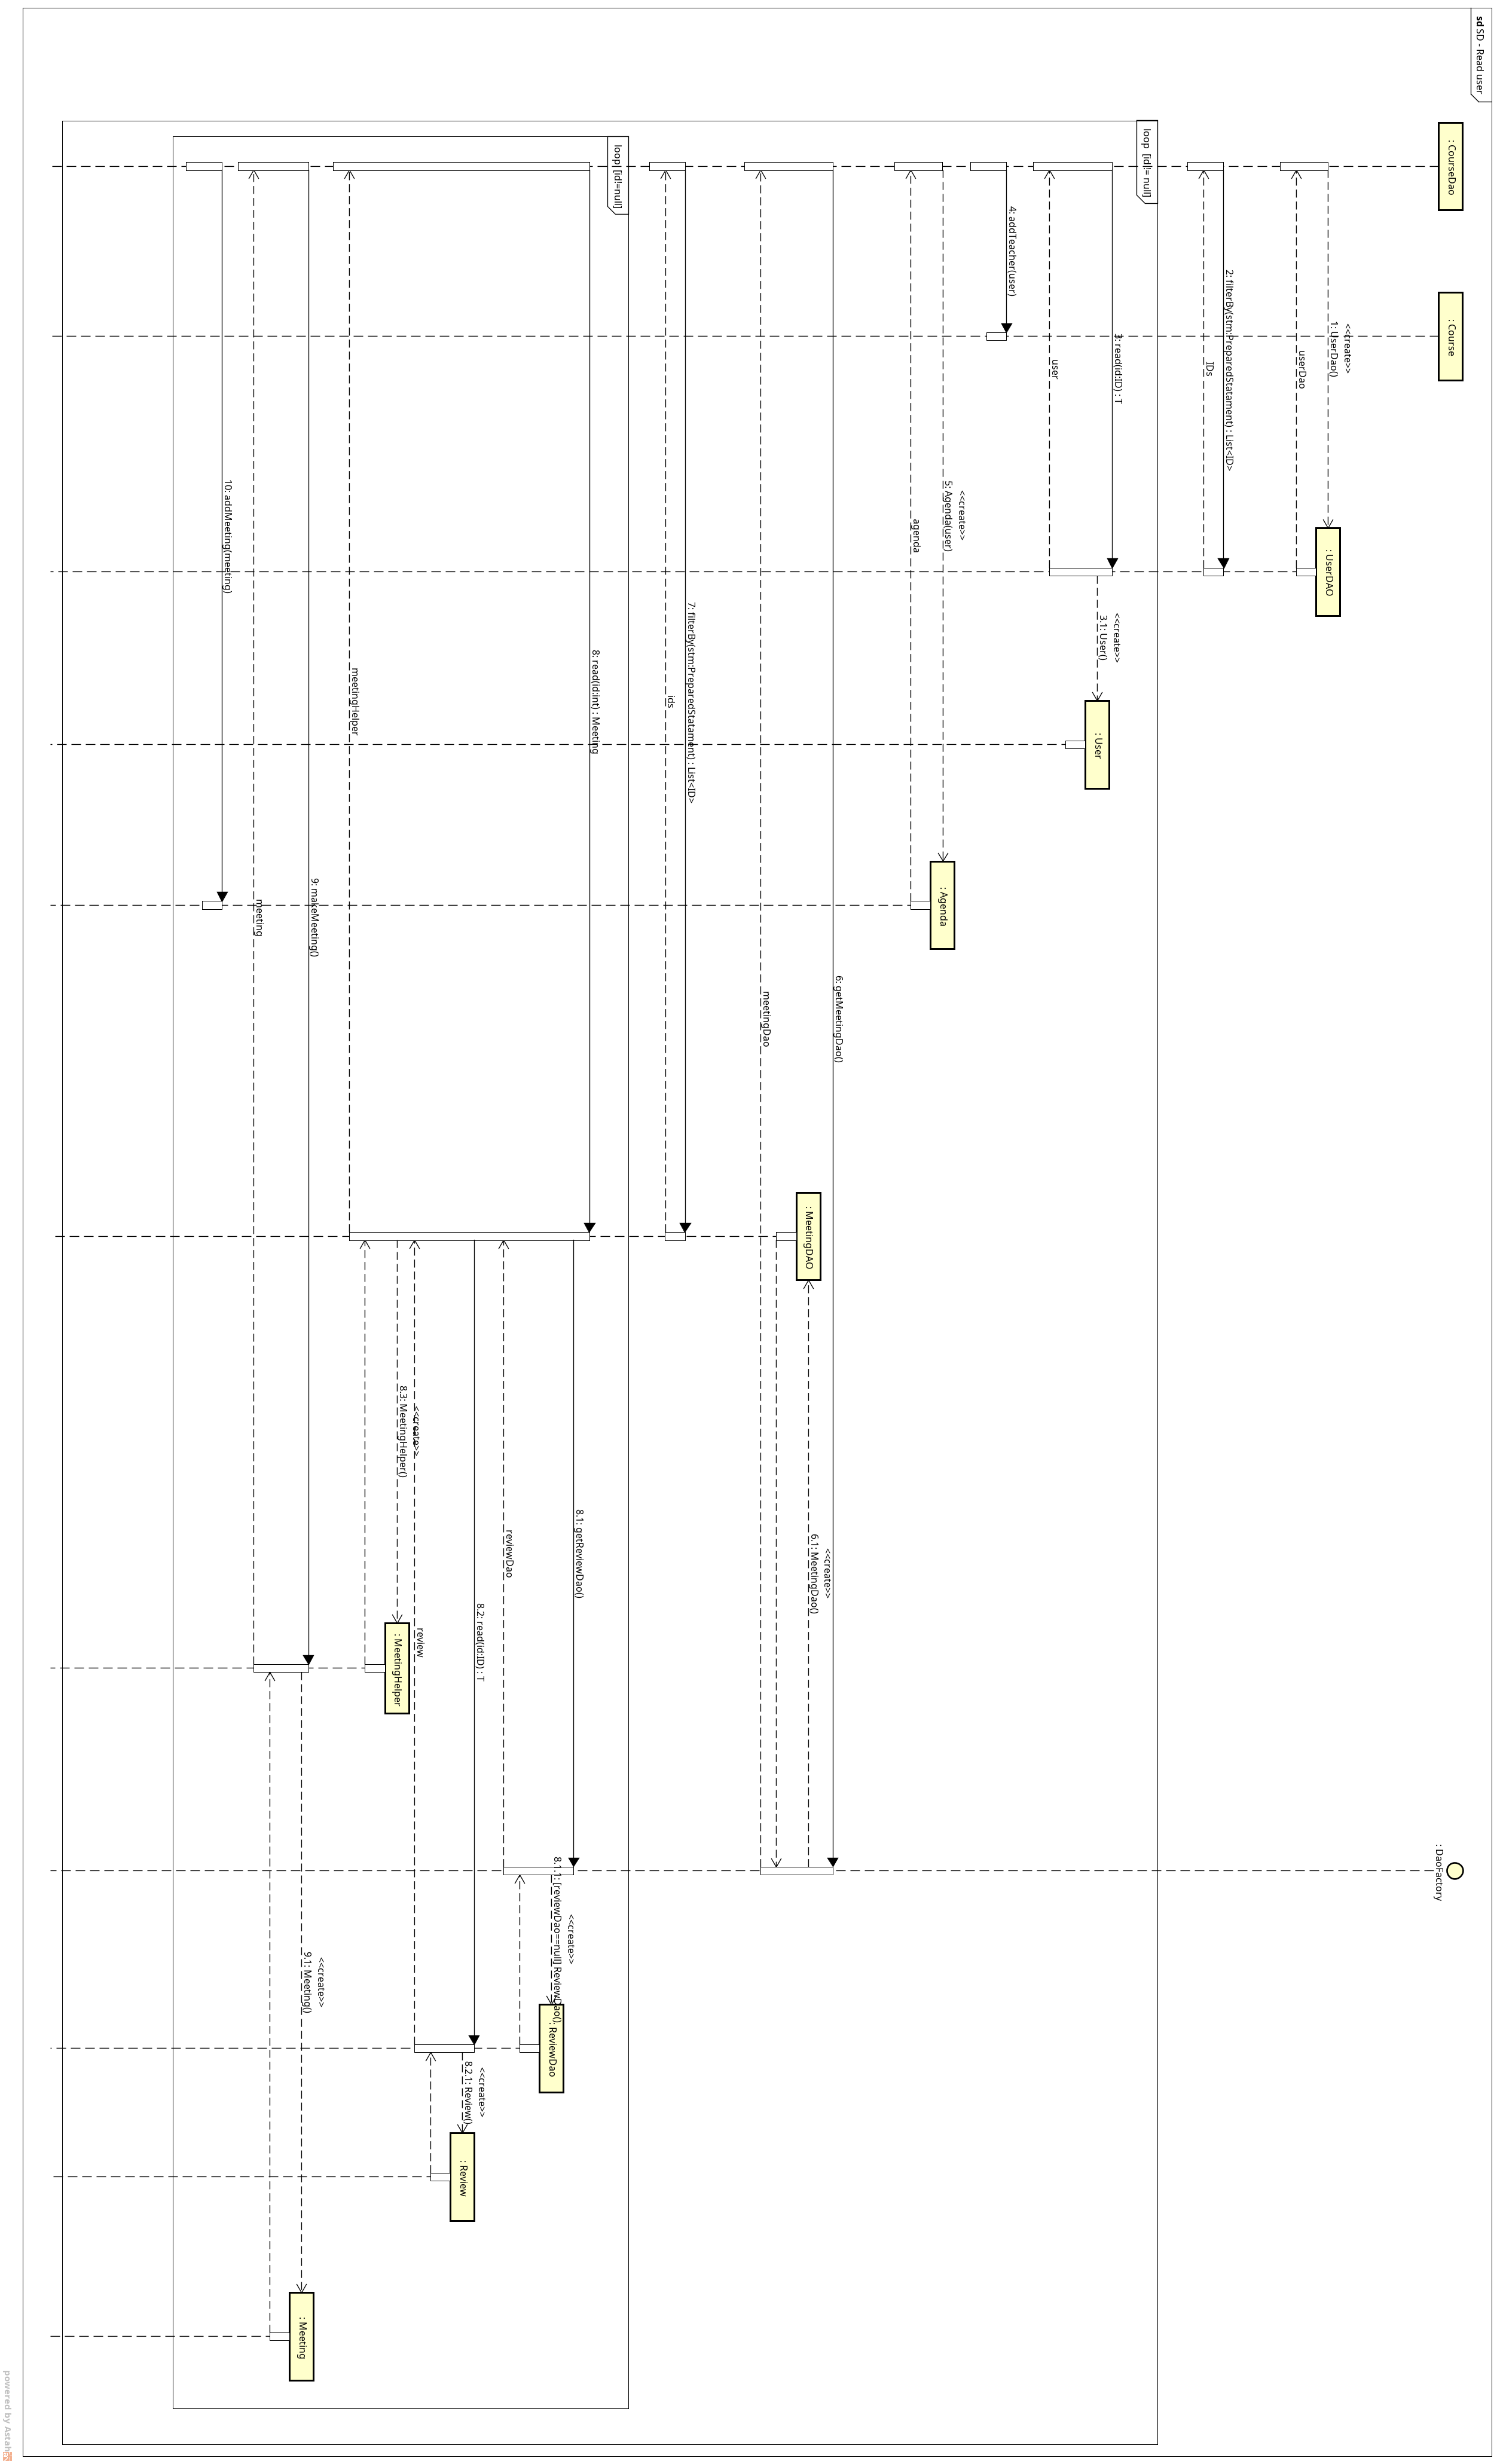 sd SD - Read user
: CourseDao
: Course
: DaoFactory
<<create>>
1: UserDao()
: UserDAO
userDao
2: filterBy(stm:PreparedStatament) : List<ID>
IDs
loop [id!= null]
3: read(id:ID) : T
<<create>>
3.1: User()
: User
user
4: addTeacher(user)
<<create>>
5: Agenda(user)
: Agenda
agenda
6: getMeetingDao()
<<create>>
6.1: MeetingDao()
: MeetingDAO
meetingDao
7: filterBy(stm:PreparedStatament) : List<ID>
ids
loop [id!=null]
8: read(id:int) : Meeting
8.1: getReviewDao()
<<create>>
8.1.1: [reviewDao==null] ReviewDao()
: ReviewDao
reviewDao
8.2: read(id:ID) : T
<<create>>
8.2.1: Review()
: Review
review
<<create>>
8.3: MeetingHelper()
: MeetingHelper
meetingHelper
9: makeMeeting()
<<create>>
9.1: Meeting()
: Meeting
meeting
10: addMeeting(meeting)
powered by Astah